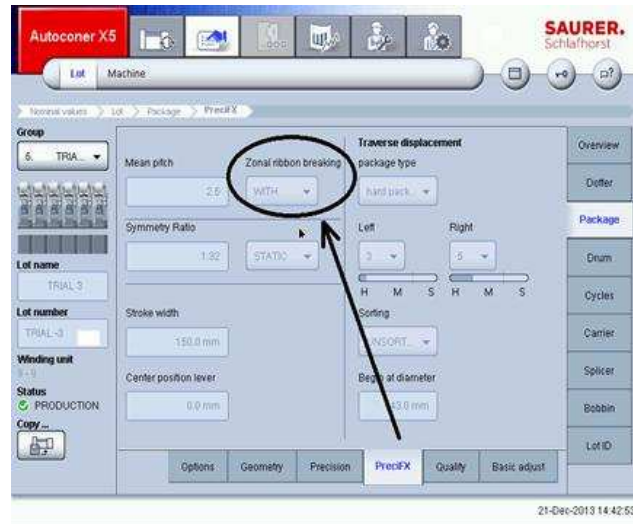 Autoconer X5
SAURER.
Schlafhorst
Lot Machine
Nominal values Lot Package PreciFX
Group
6. TRIA...
Lot name
TRIAL 3
Lot number
TRIAL -3
Winding unit
Status
PRODUCTION
Copy ...
Mean pitch
2.5
Zonal ribbon breaking
WITH
Symmetry Ratio
1.32
STATIC
Stroke width
150.0 mm
Center position lever
0.0 mm
Traverse displacement
package type
hard pack.
Left Right
3 5
H M S H M S
Sorting
UNSORT...
Begin at diameter
43.0 mm
Options Geometry Precision PreciFX Quality Basic adjust
Overview
Doffer
Package
Drum
Cycles
Carrier
Splicer
Bobbin
Lot ID
21-Dec-2013 14:42:53